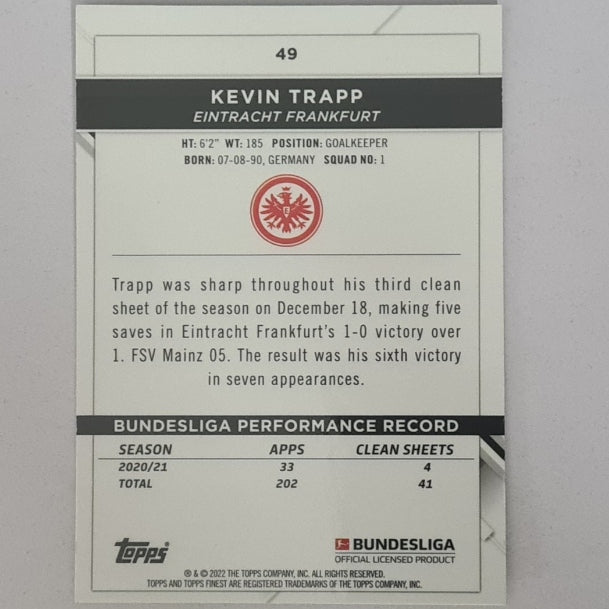 49
KEVIN TRAPP
EINTRACHT FRANKFURT
HT: 6'2" WT: 185 POSITION: GOALKEEPER
BORN: 07-08-90, GERMANY SQUAD NO: 1
E
Trapp was sharp throughout his third clean
sheet of the season on December 18, making five
saves in Eintracht Frankfurt's 1-0 victory over
1. FSV Mainz 05. The result was his sixth victory
in seven appearances.
BUNDESLIGA PERFORMANCE RECORD
SEASON APPS CLEAN SHEETS
2020/21 33 4
TOTAL 202 41
Topps
BUNDESLIGA
OFFICIAL LICENSED PRODUCT
® & © 2022 THE TOPPS COMPANY, INC. ALL RIGHTS RESERVED.
TOPPS AND TOPPS FINEST ARE REGISTERED TRADEMARKS OF THE TOPPS COMPANY, INC.